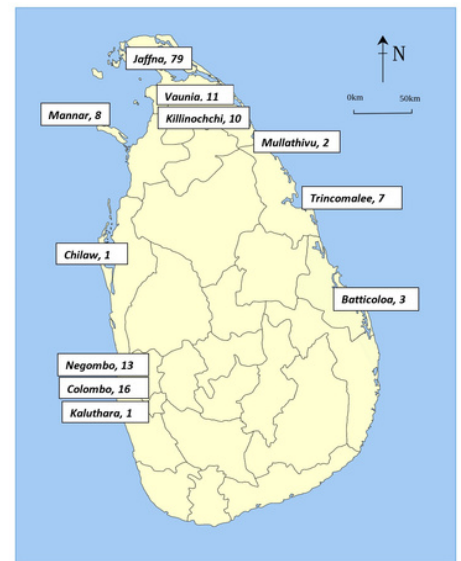 Jaffna, 79
N
Vaunia, 11
0km 50km
Mannar, 8
Killinochchi, 10
Mullathivu, 2
Trincomalee, 7
Chilaw, 1
Batticoloa, 3
Negombo, 13
Colombo, 16
Kaluthara, 1